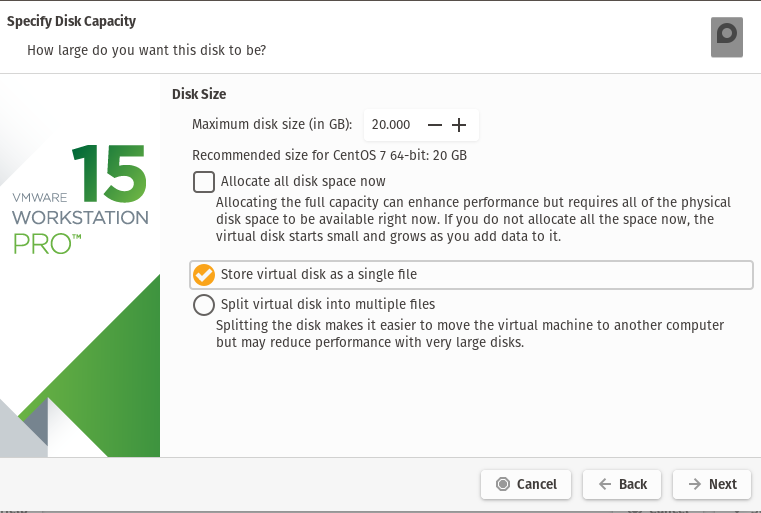 Specify Disk Capacity
How large do you want this disk to be?
VMWARE 15
WORKSTATION
PRO™
Disk Size
Maximum disk size (in GB): 20.000
Recommended size for CentOS 7 64-bit: 20 GB
Allocate all disk space now
Allocating the full capacity can enhance performance but requires all of the physical
disk space to be available right now. If you do not allocate all the space now, the
virtual disk starts small and grows as you add data to it.
Store virtual disk as a single file
Split virtual disk into multiple files
Splitting the disk makes it easier to move the virtual machine to another computer
but may reduce performance with very large disks.
Cancel Back Next